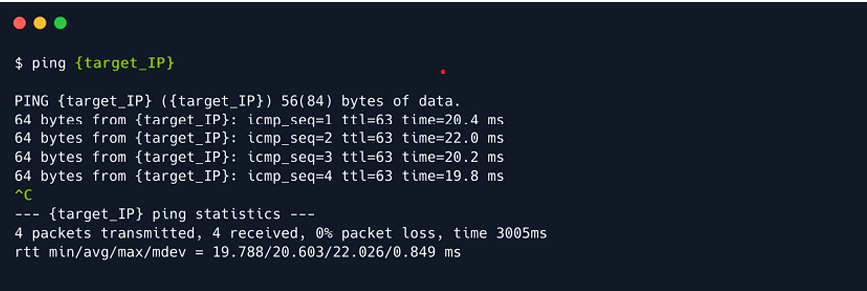 $ ping {target_IP}
PING {target_IP} ({target_IP}) 56(84) bytes of data.
64 bytes from {target_IP}: icmp_seq=1 ttl=63 time=20.4 ms
64 bytes from {target_IP}: icmp_seq=2 ttl=63 time=22.0 ms
64 bytes from {target_IP}: icmp_seq=3 ttl=63 time=20.2 ms
64 bytes from {target_IP}: icmp_seq=4 ttl=63 time=19.8 ms
^C
--- {target_IP} ping statistics ---
4 packets transmitted, 4 received, 0% packet loss, time 3005ms
rtt min/avg/max/mdev = 19.788/20.603/22.026/0.849 ms